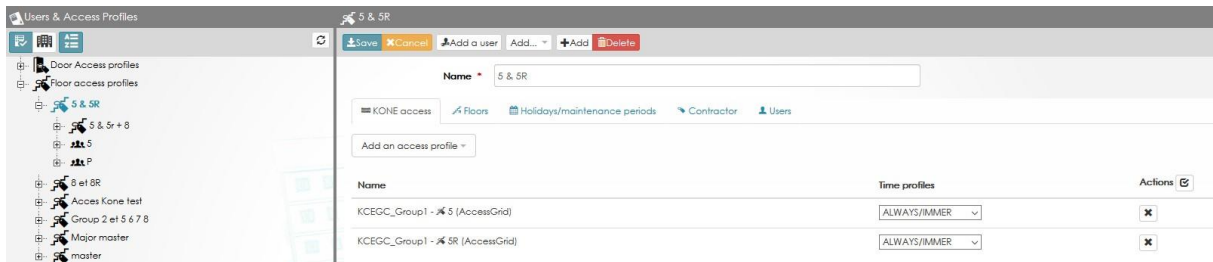 Users & Access Profiles
5 & 5R
Save Cancel Add a user Add... Add Delete
Door Access profiles
Floor access profiles
5 & 5R
5 & 5r + 8
5
P
8 et 8R
Acces Kone test
Group 2 et 5 6 7 8
Major master
master
Name * 5 & 5R
KONE access Floors Holidays/maintenance periods Contractor Users
Add an access profile
Name Time profiles Actions
KCEGC_Group1 - 5 (AccessGrid) ALWAYS/IMMER
KCEGC_Group1 - 5R (AccessGrid) ALWAYS/IMMER